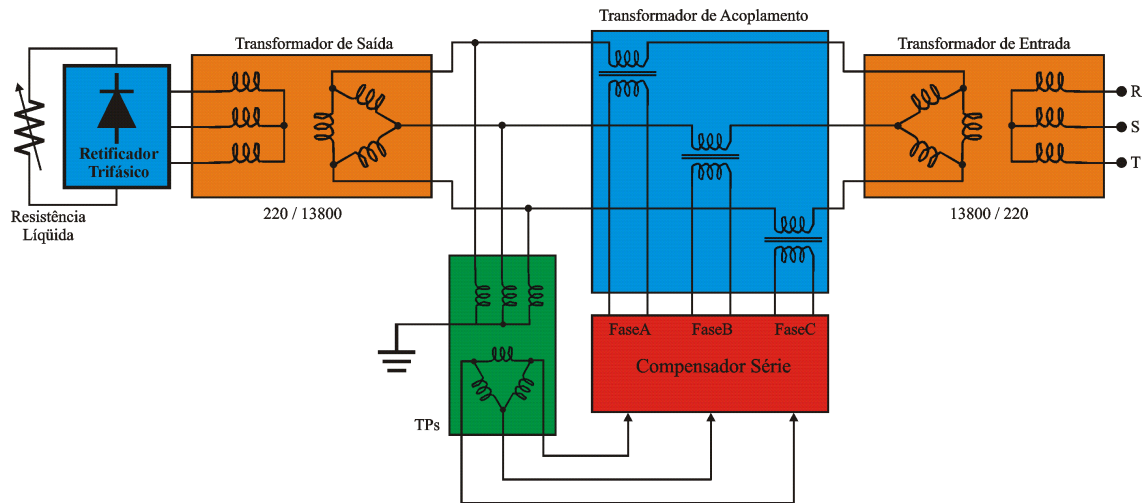 Transformador de Acoplamento
Transformador de Saída
Transformador de Entrada
R
S
T
Retificador
Trifásico
Resistência
Líqüida
220 / 13800
13800 / 220
FaseA
FaseB
FaseC
Compensador Série
TPs